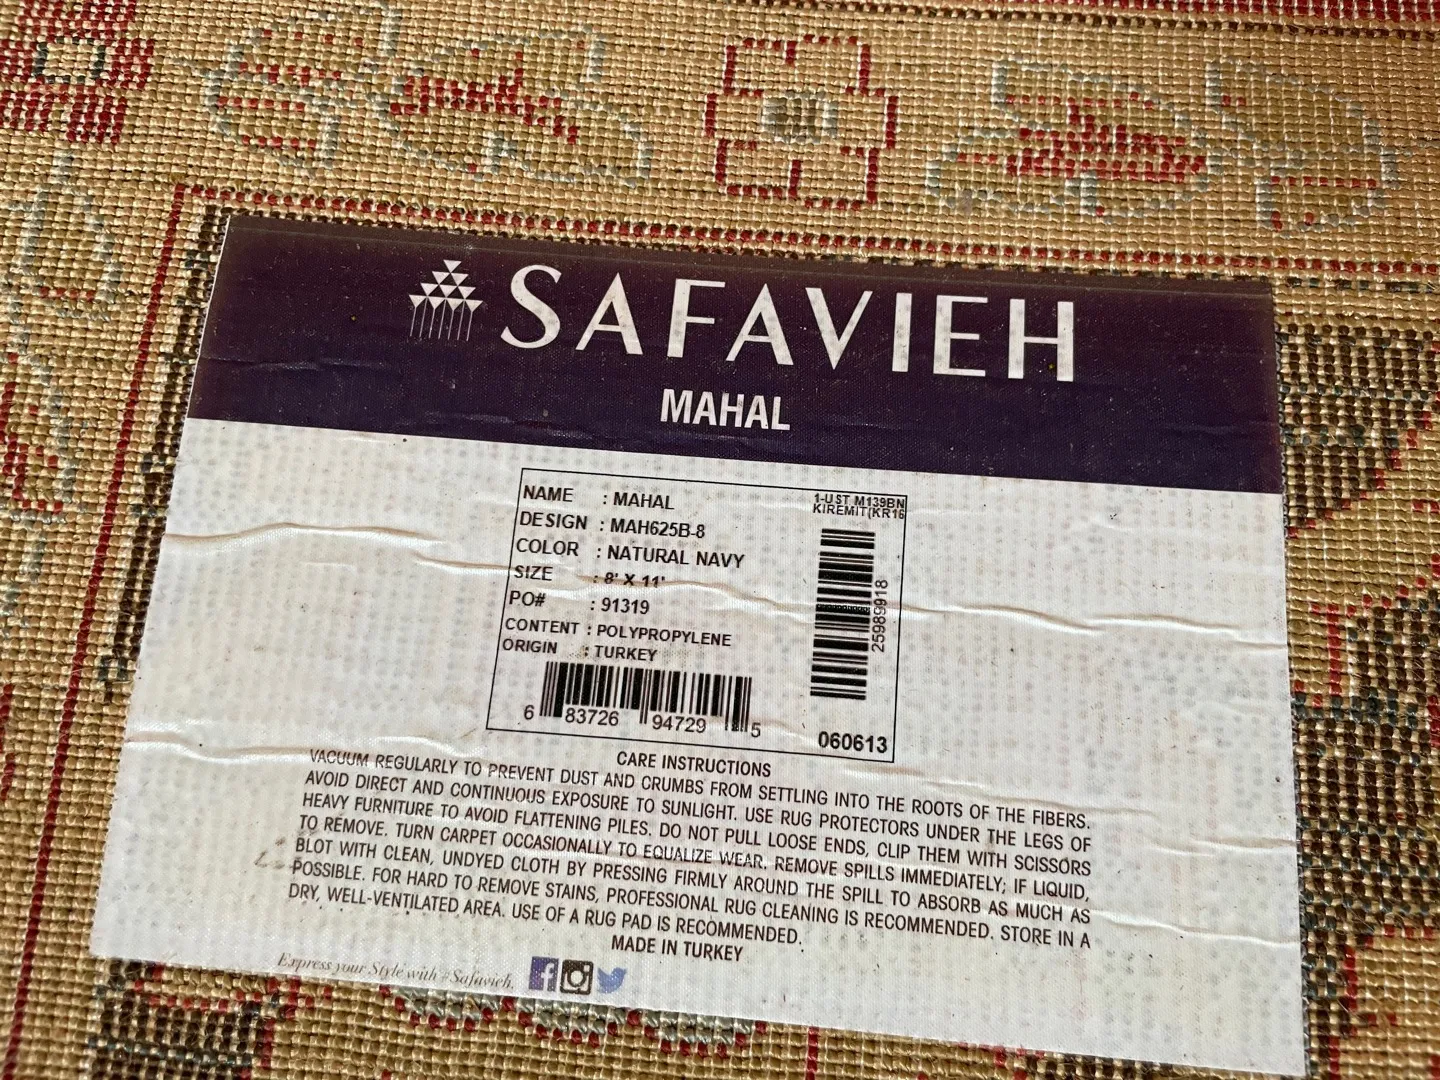 SAFAVIEH
MAHAL
NAME : MAHAL
DESIGN : MAH625B-8
COLOR : NATURAL NAVY
SIZE : 8' X 11'
PO# : 91319
CONTENT : POLYPROPYLENE
ORIGIN : TURKEY
6 83726 94729 5
1-UST M139BN
KIREMIT(KR16
25989918
060613
CARE INSTRUCTIONS
VACUUM REGULARLY TO PREVENT DUST AND CRUMBS FROM SETTLING INTO THE ROOTS OF THE FIBERS.
AVOID DIRECT AND CONTINUOUS EXPOSURE TO SUNLIGHT. USE RUG PROTECTORS UNDER THE LEGS OF
HEAVY FURNITURE TO AVOID FLATTENING PILES. DO NOT PULL LOOSE ENDS, CLIP THEM WITH SCISSORS
TO REMOVE. TURN CARPET OCCASIONALLY TO EQUALIZE WEAR. REMOVE SPILLS IMMEDIATELY; IF LIQUID,
BLOT WITH CLEAN, UNDYED CLOTH BY PRESSING FIRMLY AROUND THE SPILL TO ABSORB AS MUCH AS
POSSIBLE. FOR HARD TO REMOVE STAINS, PROFESSIONAL RUG CLEANING IS RECOMMENDED. STORE IN A
DRY, WELL-VENTILATED AREA. USE OF A RUG PAD IS RECOMMENDED.
MADE IN TURKEY
Express your Style with #Safavieh.